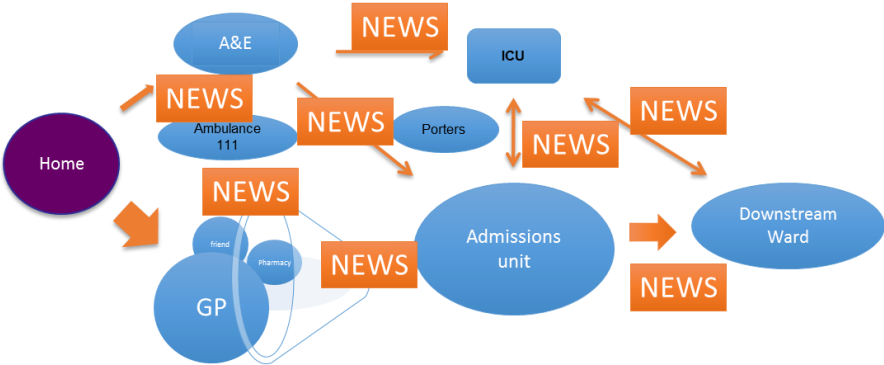 NEWS
A&E
ICU
NEWS
NEWS
NEWS
Ambulance
111
Porters
NEWS
Home
NEWS
Downstream
Ward
friend
Admissions
unit
Pharmacy
NEWS
GP
NEWS